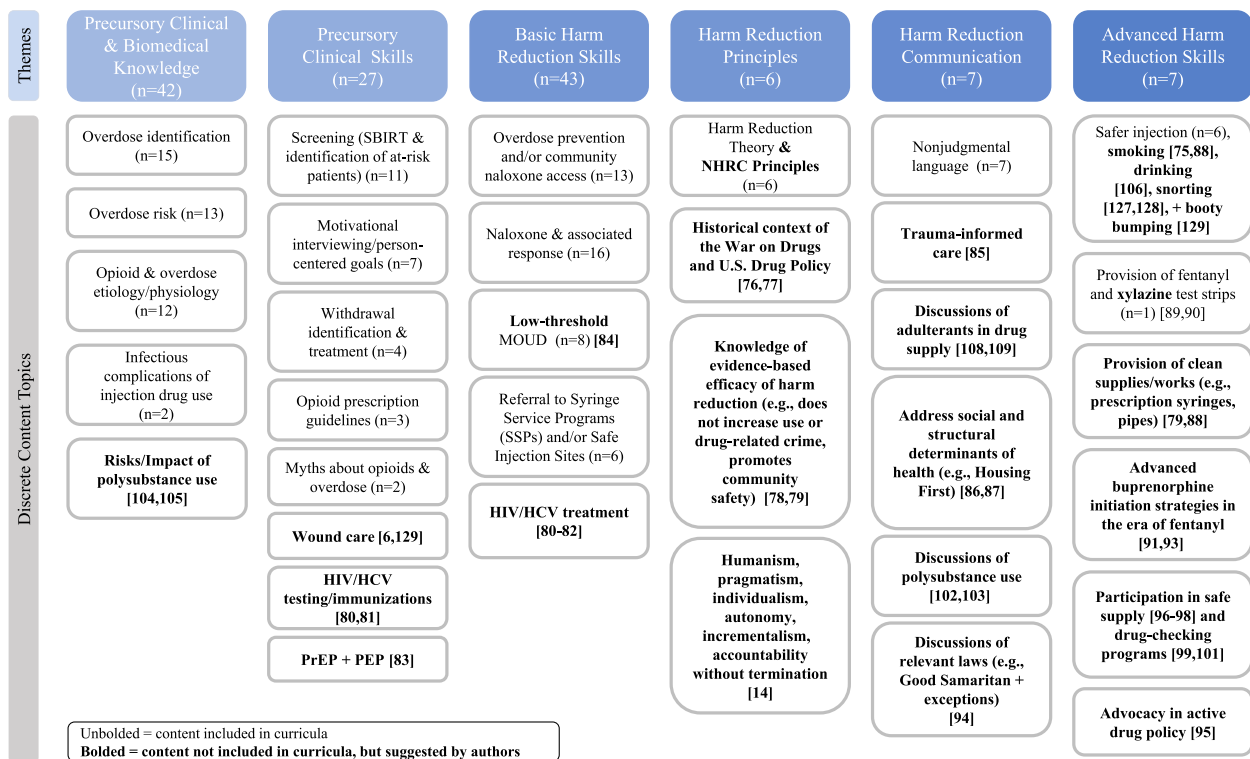 Themes
Precursory Clinical
& Biomedical
Knowledge
(n=42)
Precursory
Clinical Skills
(n=27)
Basic Harm
Reduction Skills
(n=43)
Harm Reduction
Principles
(n=6)
Harm Reduction
Communication
(n=7)
Advanced Harm
Reduction Skills
(n=7)
Discrete Content Topics
Overdose identification
(n=15)
Overdose risk (n=13)
Opioid & overdose
etiology/physiology
(n=12)
Infectious
complications of
injection drug use
(n=2)
Risks/Impact of
polysubstance use
[104,105]
Screening (SBIRT &
identification of at-risk
patients) (n=11)
Motivational
interviewing/person-
centered goals
(n=7)
Withdrawal
identification &
treatment (n=4)
Opioid prescription
guidelines (n=3)
Myths about opioids &
overdose (n=2)
Wound care [6,129]
HIV/HCV
testing/immunizations
[80,81]
PrEP + PEP [83]
Overdose prevention
and/or community
naloxone access (n=13)
Naloxone & associated
response (n=16)
Low-threshold
MOUD (n=8) [84]
Referral to Syringe
Service Programs
(SSPs) and/or Safe
Injection Sites (n=6)
HIV/HCV treatment
[80-82]
Harm Reduction
Theory &
NHRC Principles
(n=6)
Historical context of
the War on Drugs
and U.S. Drug Policy
[76,77]
Knowledge of
evidence-based
efficacy of harm
reduction (e.g., does
not increase use or
drug-related crime,
promotes
community
safety) [78,79]
Humanism,
pragmatism,
individualism,
autonomy,
incrementalism,
accountability
without termination
[14]
Nonjudgmental
language (n=7)
Trauma-informed
care [85]
Discussions of
adulterants in drug
supply [108,109]
Address social and
structural
determinants of
health (e.g., Housing
First) [86,87]
Discussions of
polysubstance use
[102,103]
Discussions of
relevant laws (e.g.,
Good Samaritan +
exceptions)
[94]
Safer injection (n=6),
smoking [75,88],
drinking
[106], snorting
[127,128], + booty
bumping [129]
Provision of fentanyl
and xylazine test strips
(n=1) [89,90]
Provision of clean
supplies/works (e.g.,
prescription syringes,
pipes) [79,88]
Advanced
buprenorphine
initiation strategies in
the era of fentanyl
[91,93]
Participation in safe
supply [96-98] and
drug-checking
programs [99,101]
Advocacy in active
drug policy [95]
Unbolded = content included in curricula
Bolded = content not included in curricula, but suggested by authors